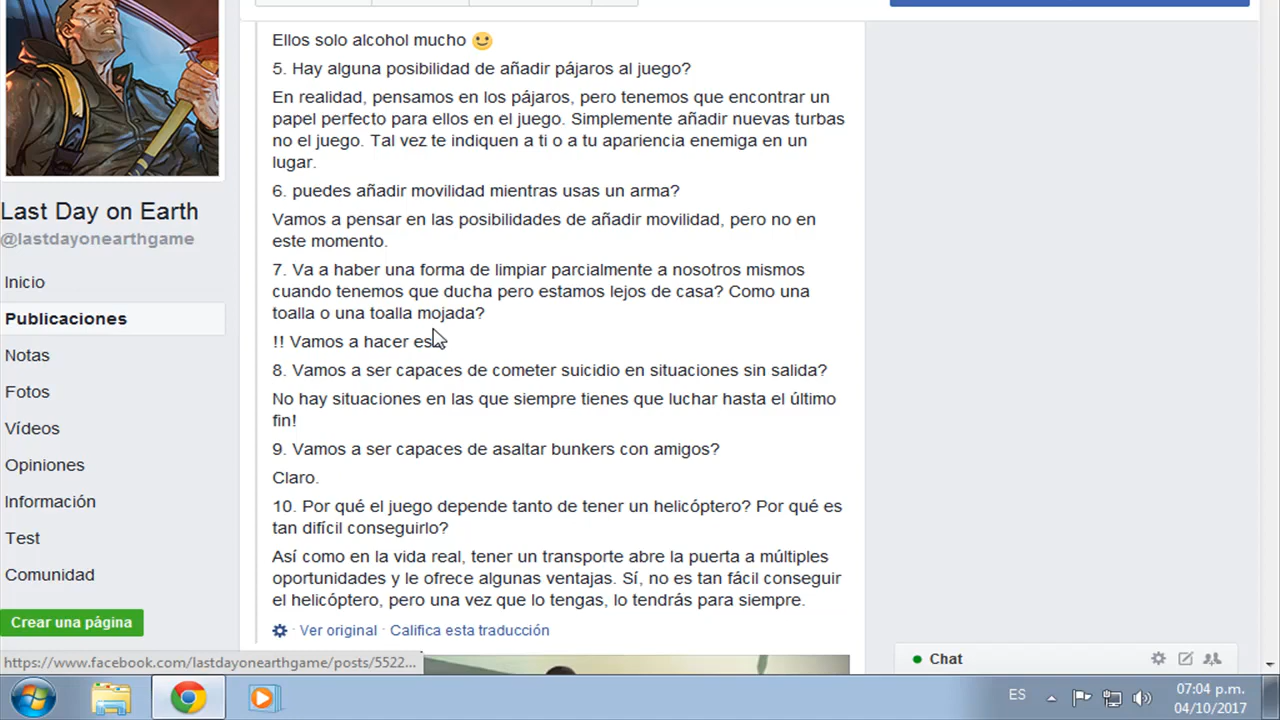 Ellos solo alcohol mucho 🙂
5. Hay alguna posibilidad de añadir pájaros al juego?
En realidad, pensamos en los pájaros, pero tenemos que encontrar un
papel perfecto para ellos en el juego. Simplemente añadir nuevas turbas
no el juego. Tal vez te indiquen a ti o a tu apariencia enemiga en un
lugar.
6. puedes añadir movilidad mientras usas un arma?
Vamos a pensar en las posibilidades de añadir movilidad, pero no en
este momento.
7. Va a haber una forma de limpiar parcialmente a nosotros mismos
cuando tenemos que ducha pero estamos lejos de casa? Como una
toalla o una toalla mojada?
!! Vamos a hacer
8. Vamos a ser capaces de cometer suicidio en situaciones sin salida?
No hay situaciones en las que siempre tienes que luchar hasta el último
fin!
9. Vamos a ser capaces de asaltar bunkers con amigos?
Claro.
10. Por qué el juego depende tanto de tener un helicóptero? Por qué es
tan difícil conseguirlo?
Así como en la vida real, tener un transporte abre la puerta a múltiples
oportunidades y le ofrece algunas ventajas. Sí, no es tan fácil conseguir
el helicóptero, pero una vez que lo tengas, lo tendrás para siempre.
· Ver original · Califica esta traducción
Last Day on Earth
@lastdayonearthgame
Inicio
Publicaciones
Notas
Fotos
Vídeos
Opiniones
Información
Test
Comunidad
Crear una página
https://www.facebook.com/lastdayonearthgame/posts/5522...
Chat
ES
07:04 p.m.
04/10/2017